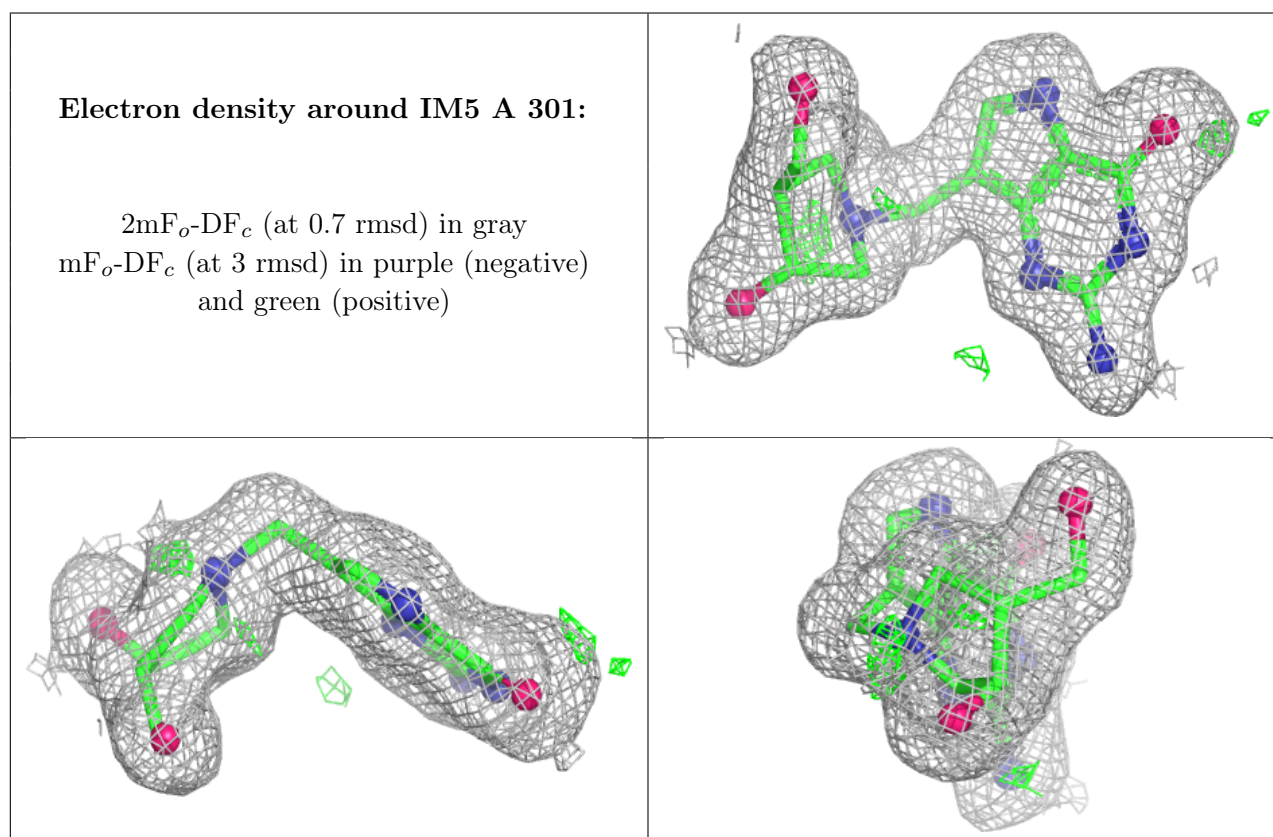 Electron density around IM5 A 301:
2mFo-DFc (at 0.7 rmsd) in gray
mFo-DFc (at 3 rmsd) in purple (negative)
and green (positive)